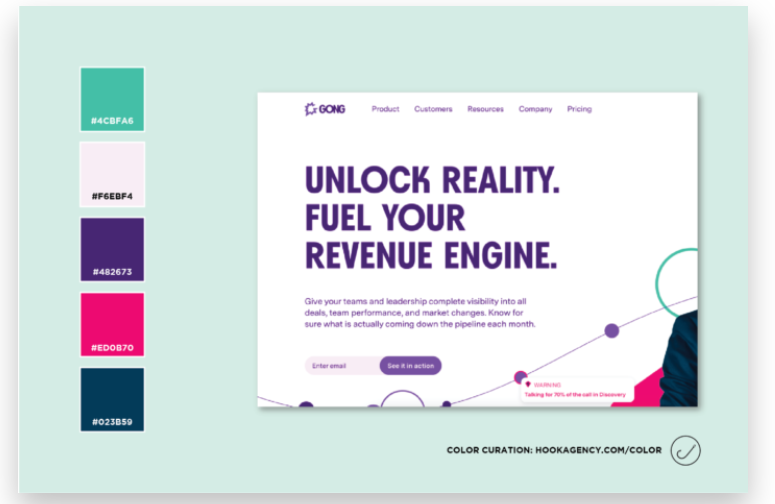 #4CBFA6
#F6EBF4
#482673
#ED0B70
#023B59
GONG
Product Customers Resources Company Pricing
UNLOCK REALITY.
FUEL YOUR
REVENUE ENGINE.
Give your teams and leadership complete visibility into all
deals, team performance, and market changes. Know for
sure what is actually coming down the pipeline each month.
Enter email See it in action
WARNING
Talking for 70% of the call in Discovery
COLOR CURATION: HOOKAGENCY.COM/COLOR